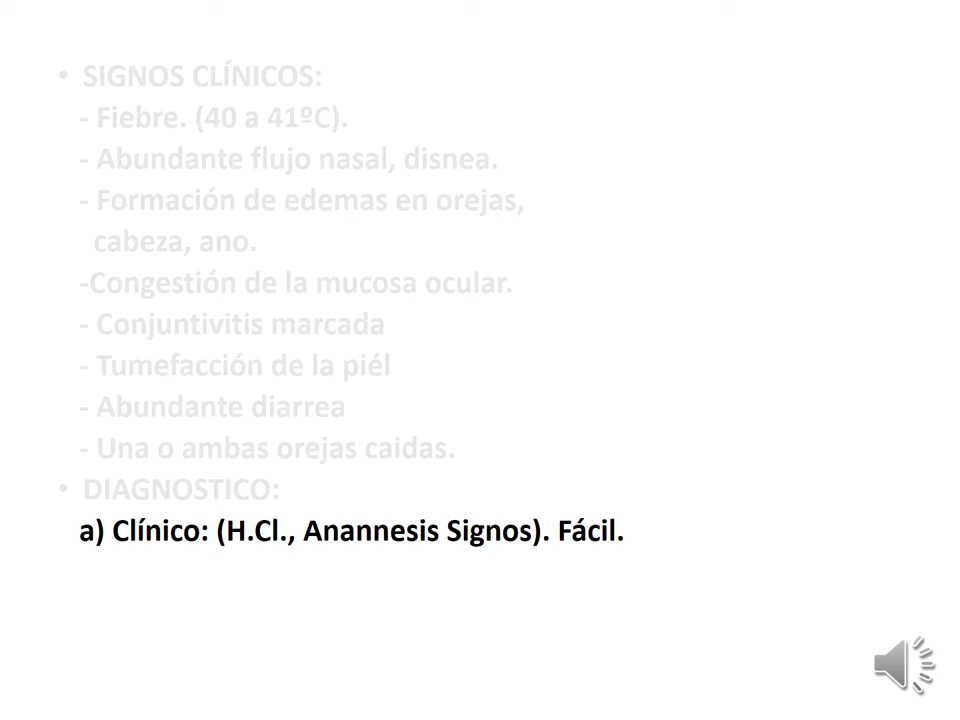 • SIGNOS CLÍNICOS:
- Fiebre. (40 a 41ºC).
- Abundante flujo nasal, disnea.
- Formación de edemas en orejas,
cabeza, ano.
-Congestión de la mucosa ocular.
- Conjuntivitis marcada
- Tumefacción de la piél
- Abundante diarrea
- Una o ambas orejas caidas.
• DIAGNOSTICO:
a) Clínico: (H.Cl., Anannesis Signos). Fácil.